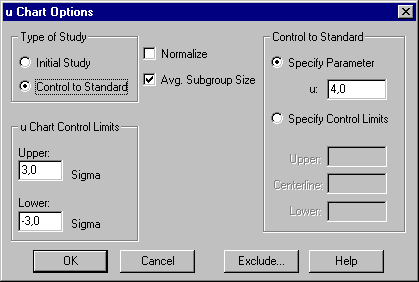 u Chart Options
Type of Study
Initial Study
Control to Standard
Normalize
Avg. Subgroup Size
u Chart Control Limits
Upper:
3,0 Sigma
Lower:
-3,0 Sigma
Control to Standard
Specify Parameter
u: 4,0
Specify Control Limits
Upper:
Centerline:
Lower:
OK Cancel Exclude... Help